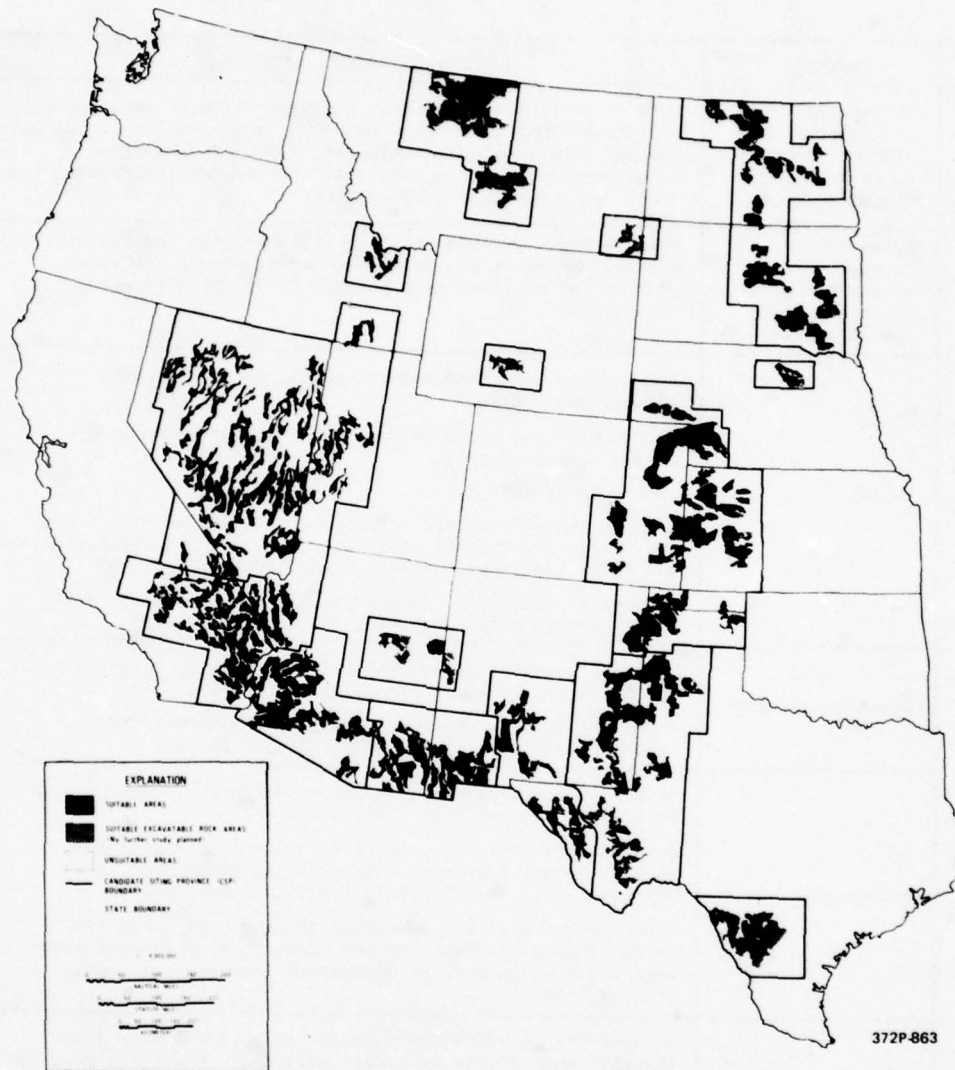 EXPLANATION
SUITABLE AREAS
SUITABLE EXCAVATABLE ROCK AREAS
(No further study planned)
UNSUITABLE AREAS
CANDIDATE SITING PROVINCE (CSP)
BOUNDARY
STATE BOUNDARY
NAUTICAL MILES
STATUTE MILES
KILOMETERS
372P-863